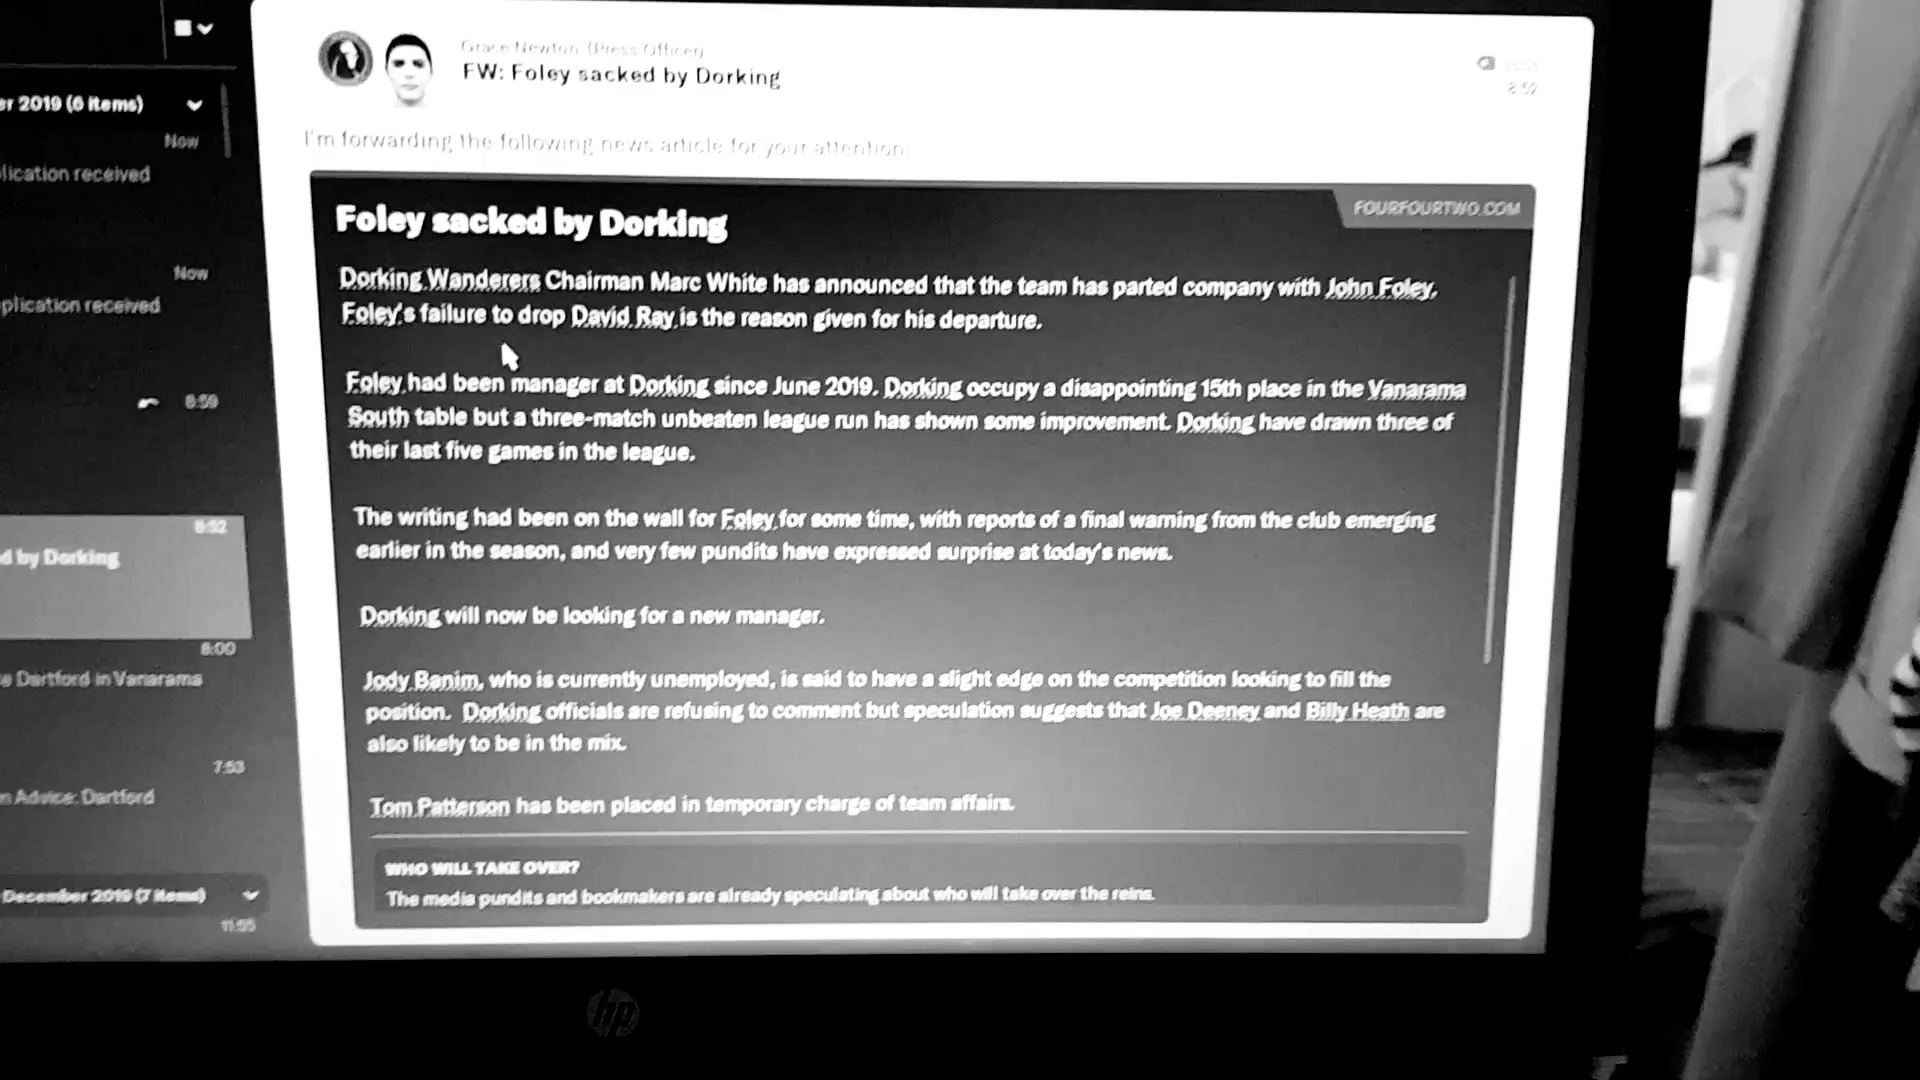 Grace Newton (Press Officer)
FW: Foley sacked by Dorking
8:52
er 2019 (6 items)
Now
I'm forwarding the following news article for your attention.
lication received
FOURFOURTWO.COM
Foley sacked by Dorking
Now
Dorking Wanderers Chairman Marc White has announced that the team has parted company with John Foley.
plication received
Foley's failure to drop David Ray is the reason given for his departure.
8:59
Foley had been manager at Dorking since June 2019. Dorking occupy a disappointing 15th place in the Vanarama
South table but a three-match unbeaten league run has shown some improvement. Dorking have drawn three of
their last five games in the league.
8:52
The writing had been on the wall for Foley for some time, with reports of a final warning from the club emerging
d by Dorking
earlier in the season, and very few pundits have expressed surprise at today's news.
Dorking will now be looking for a new manager.
8:00
e Dartford in Vanarama
Jody Banim, who is currently unemployed, is said to have a slight edge on the competition looking to fill the
position. Dorking officials are refusing to comment but speculation suggests that Joe Deeney and Billy Heath are
also likely to be in the mix.
7:53
n Advice: Dartford
Tom Patterson has been placed in temporary charge of team affairs.
WHO WILL TAKE OVER?
December 2019 (7 items)
The media pundits and bookmakers are already speculating about who will take over the reins.
11:55
hp